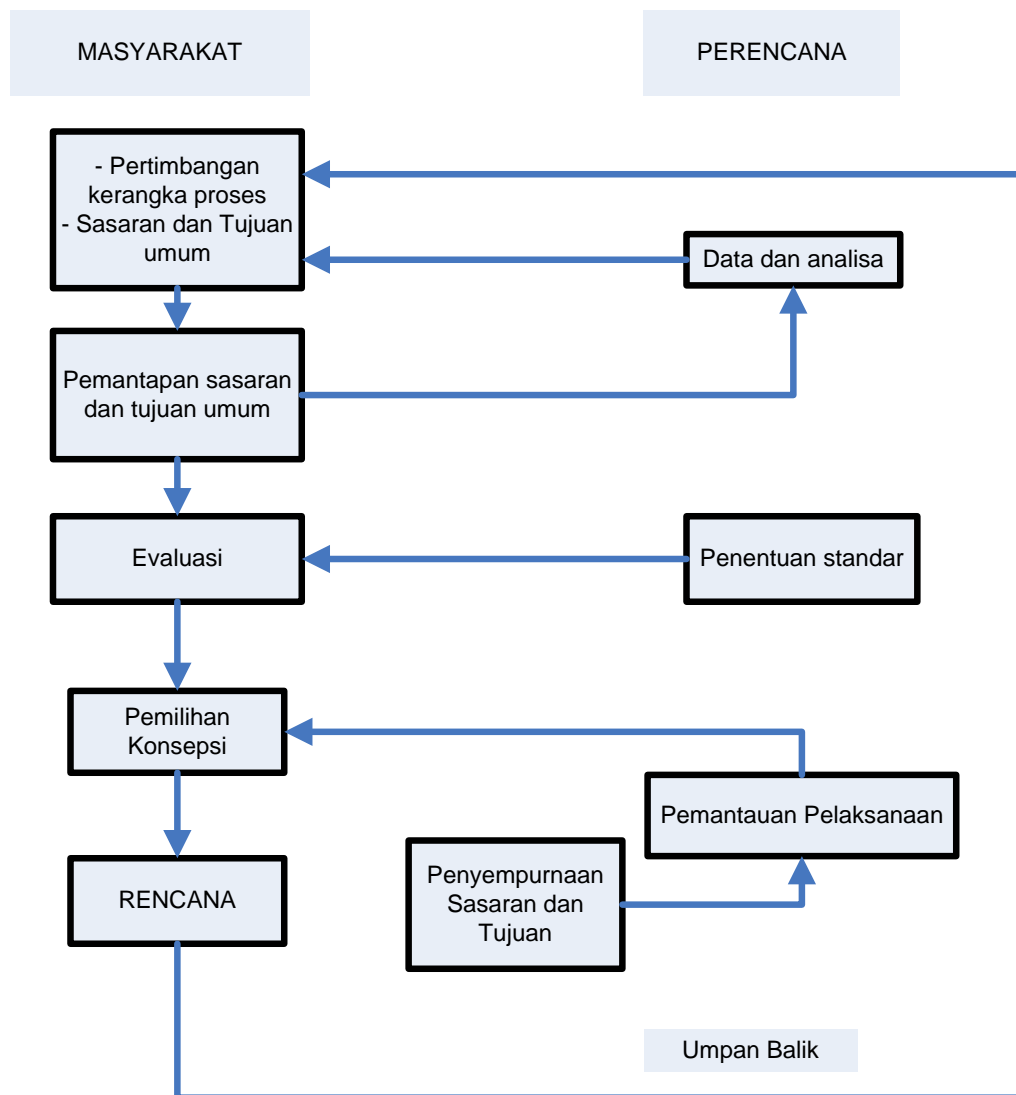 MASYARAKAT
PERENCANA
- Pertimbangan
kerangka proses
- Sasaran dan Tujuan
umum
Data dan analisa
Pemantapan sasaran
dan tujuan umum
Evaluasi
Penentuan standar
Pemilihan
Konsepsi
Pemantauan Pelaksanaan
RENCANA
Penyempurnaan
Sasaran dan
Tujuan
Umpan Balik